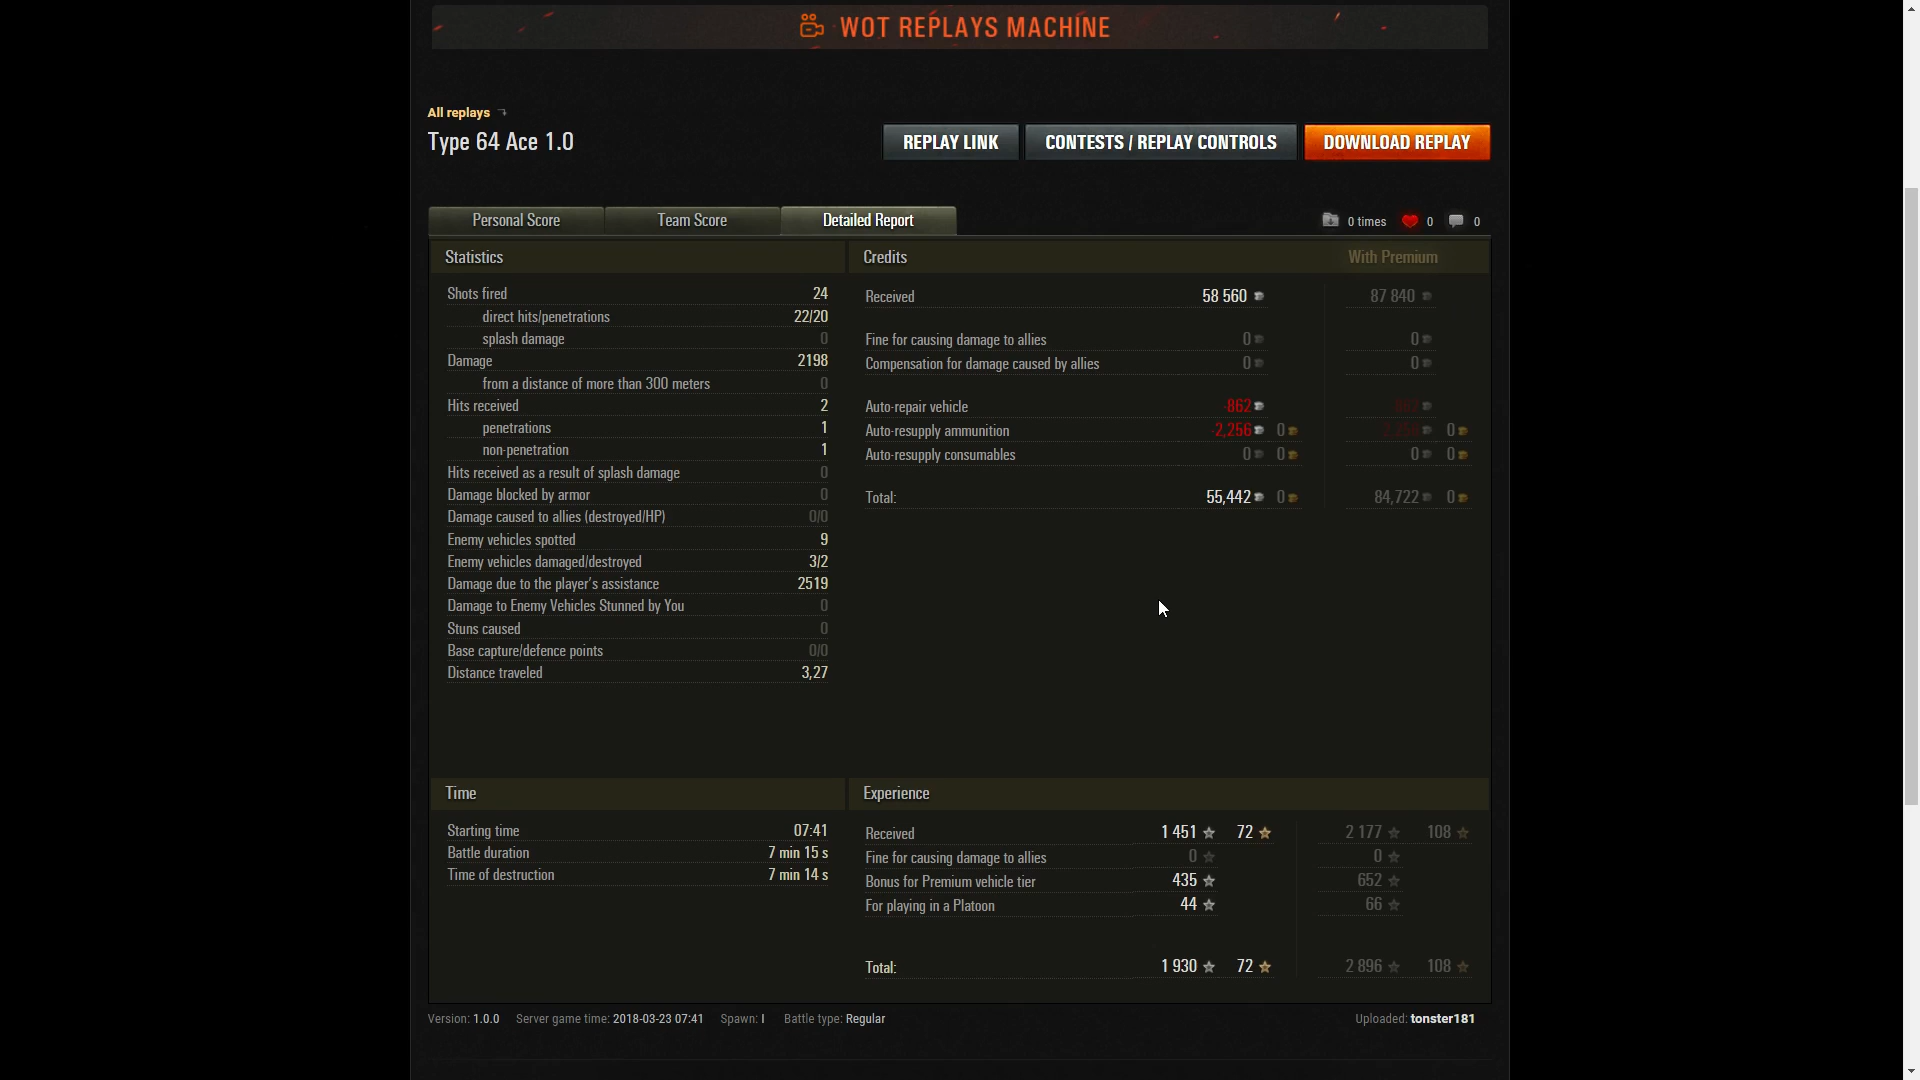 WOT REPLAYS MACHINE
All replays
Type 64 Ace 1.0
REPLAY LINK
CONTESTS / REPLAY CONTROLS
DOWNLOAD REPLAY
Personal Score
Team Score
Detailed Report
0 times 0 0
Statistics
Shots fired 24
direct hits/penetrations 22/20
splash damage 0
Damage 2198
from a distance of more than 300 meters 0
Hits received 2
penetrations 1
non-penetration 1
Hits received as a result of splash damage 0
Damage blocked by armor 0
Damage caused to allies (destroyed/HP) 0/0
Enemy vehicles spotted 9
Enemy vehicles damaged/destroyed 3/2
Damage due to the player's assistance 2519
Damage to Enemy Vehicles Stunned by You 0
Stuns caused 0
Base capture/defence points 0/0
Distance traveled 3,27
Credits With Premium
Received 58 560 87 840
Fine for causing damage to allies 0 0
Compensation for damage caused by allies 0 0
Auto-repair vehicle -862 -862
Auto-resupply ammunition -2,256 0 -2,256 0
Auto-resupply consumables 0 0 0 0
Total: 55,442 0 84,722 0
Time
Starting time 07:41
Battle duration 7 min 15 s
Time of destruction 7 min 14 s
Experience
Received 1 451 72 2 177 108
Fine for causing damage to allies 0 0
Bonus for Premium vehicle tier 435 652
For playing in a Platoon 44 66
Total: 1 930 72 2 896 108
Version: 1.0.0 Server game time: 2018-03-23 07:41 Spawn: I Battle type: Regular Uploaded: tonster181